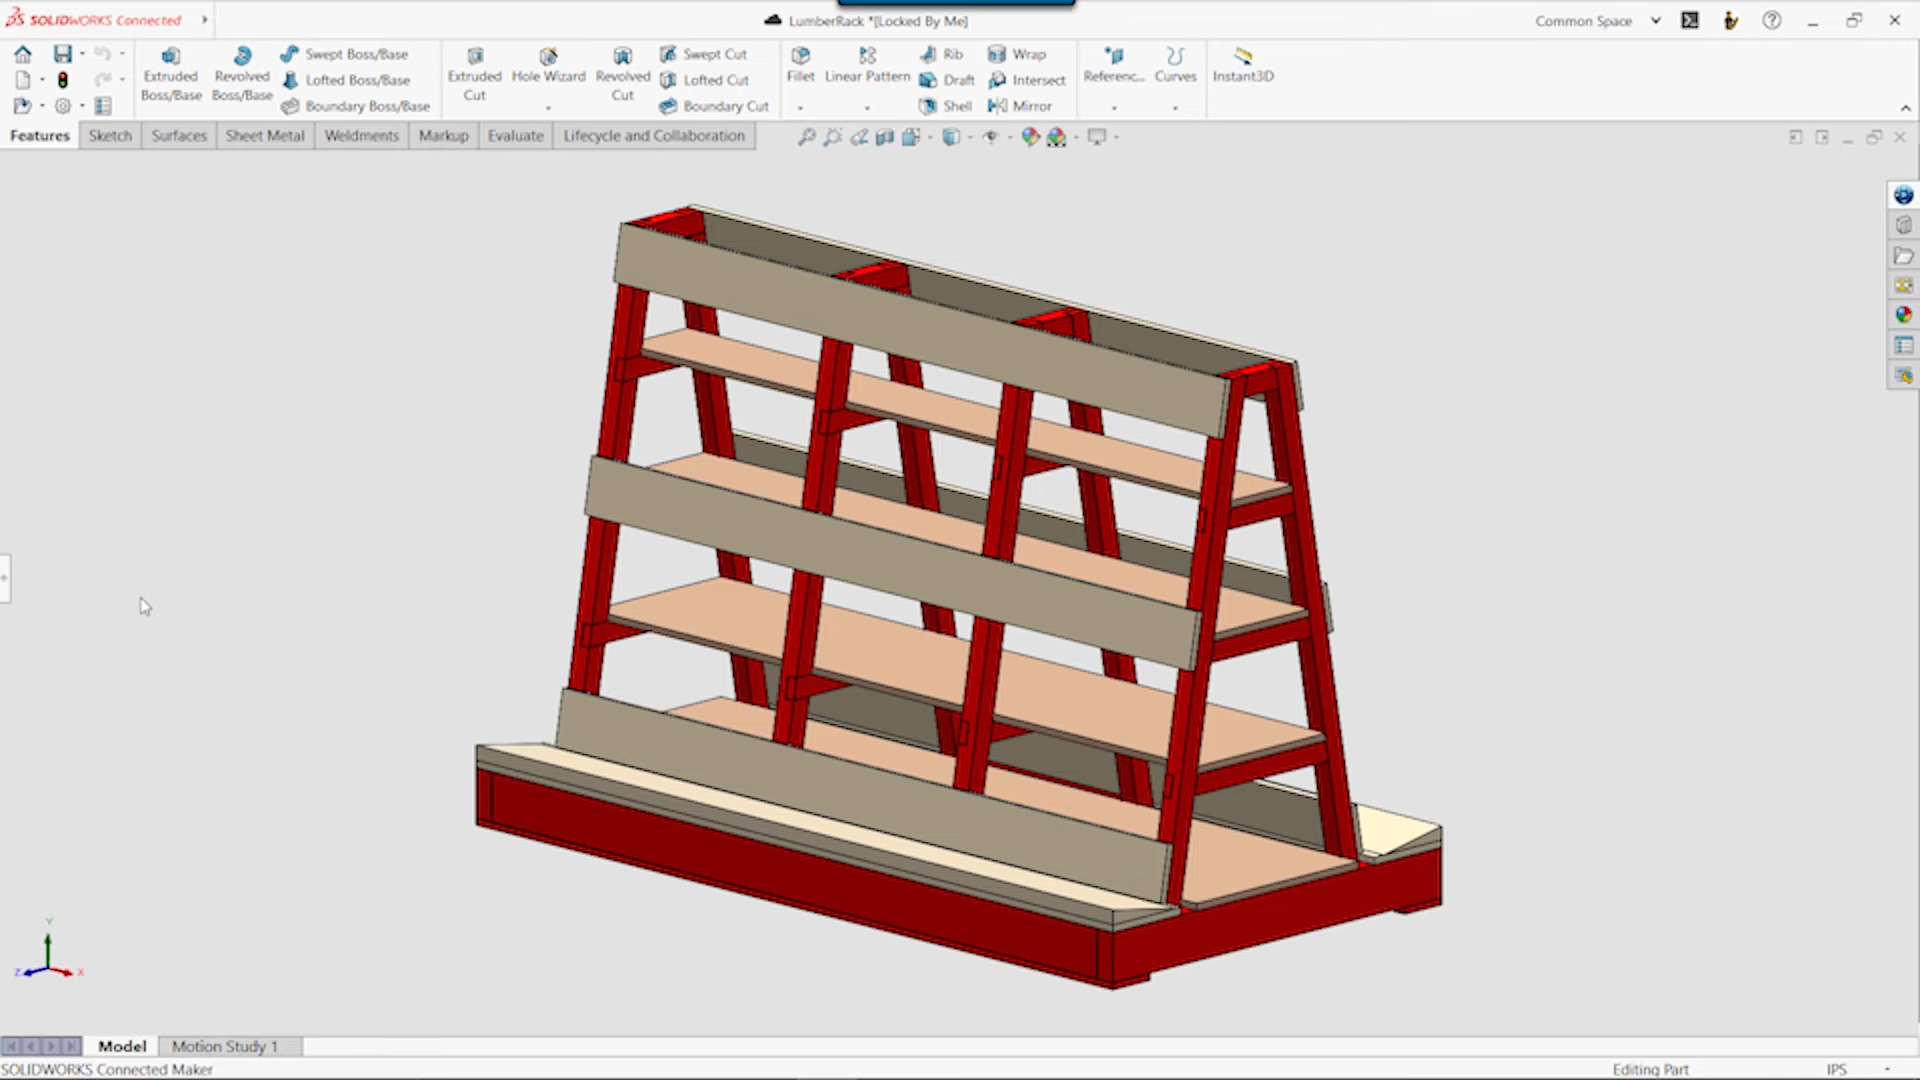 SOLIDWORKS Connected
LumberRack *[Locked By Me]
Common Space
Extruded Boss/Base
Revolved Boss/Base
Swept Boss/Base
Lofted Boss/Base
Boundary Boss/Base
Extruded Cut
Hole Wizard
Revolved Cut
Swept Cut
Lofted Cut
Boundary Cut
Fillet
Linear Pattern
Rib
Draft
Shell
Wrap
Intersect
Mirror
Referenc...
Curves
Instant3D
Features
Sketch
Surfaces
Sheet Metal
Weldments
Markup
Evaluate
Lifecycle and Collaboration
Y
Z
X
Model
Motion Study 1
SOLIDWORKS Connected Maker
Editing Part
IPS